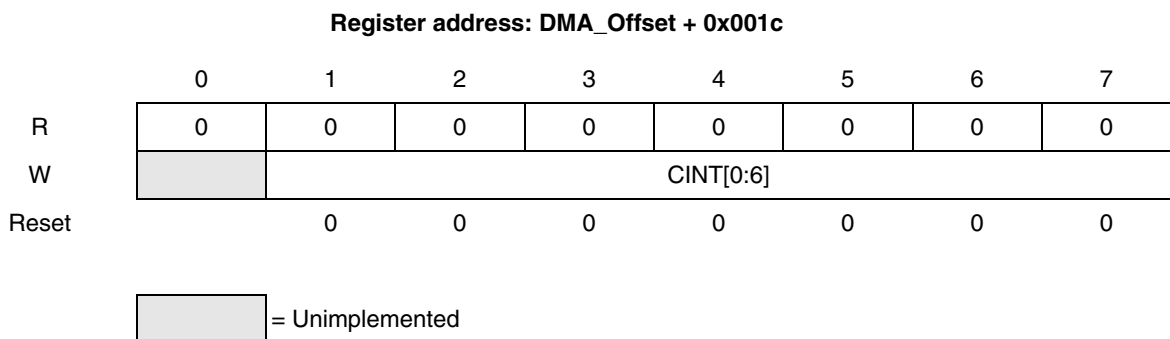 Register address: DMA_Offset + 0x001c
0 1 2 3 4 5 6 7
R 0 0 0 0 0 0 0 0
W CINT[0:6]
Reset 0 0 0 0 0 0 0
= Unimplemented